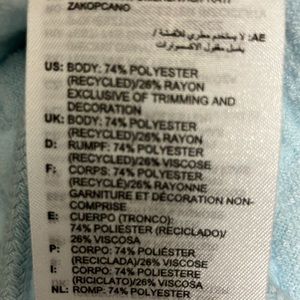 ZAKOPCANO
AE: لا يستخدم مطري للأقمشة /
يغسل مقلوب الاكسسوارات
US: BODY: 74% POLYESTER
(RECYCLED)/26% RAYON
EXCLUSIVE OF TRIMMING AND
DECORATION
UK: BODY: 74% POLYESTER
(RECYCLED)/26% RAYON
D: RUMPF: 74% POLYESTER
(RECYCLED)/26% VISCOSE
F: CORPS: 74% POLYESTER
(RECYCLÉ)/26% RAYONNE
GARNITURE ET DÉCORATION NON-
COMPRISE
E: CUERPO (TRONCO):
74% POLIÉSTER (RECICLADO)/
26% VISCOSA
P: CORPO: 74% POLIÉSTER
(RECICLADA)/26% VISCOSE
I: CORPO: 74% POLIESTERE
(RICICLATO)/26% VISCOSA
NL: ROMP: 74% POLYESTER